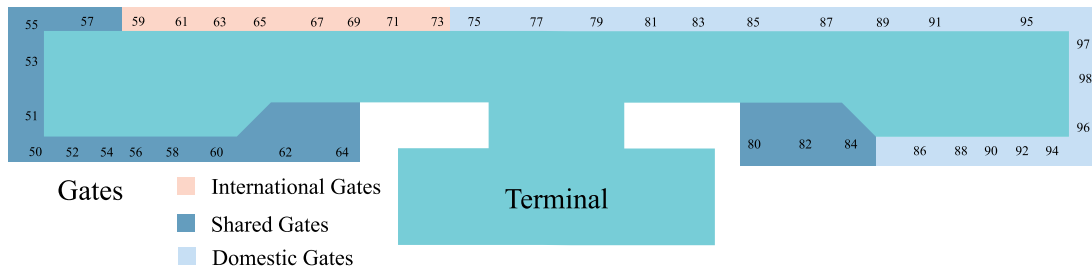 55 57 59 61 63 65 67 69 71 73 75 77 79 81 83 85 87 89 91 95
53 97
98
51 96
50 52 54 56 58 60 62 64 80 82 84 86 88 90 92 94
Gates
International Gates
Shared Gates
Domestic Gates
Terminal